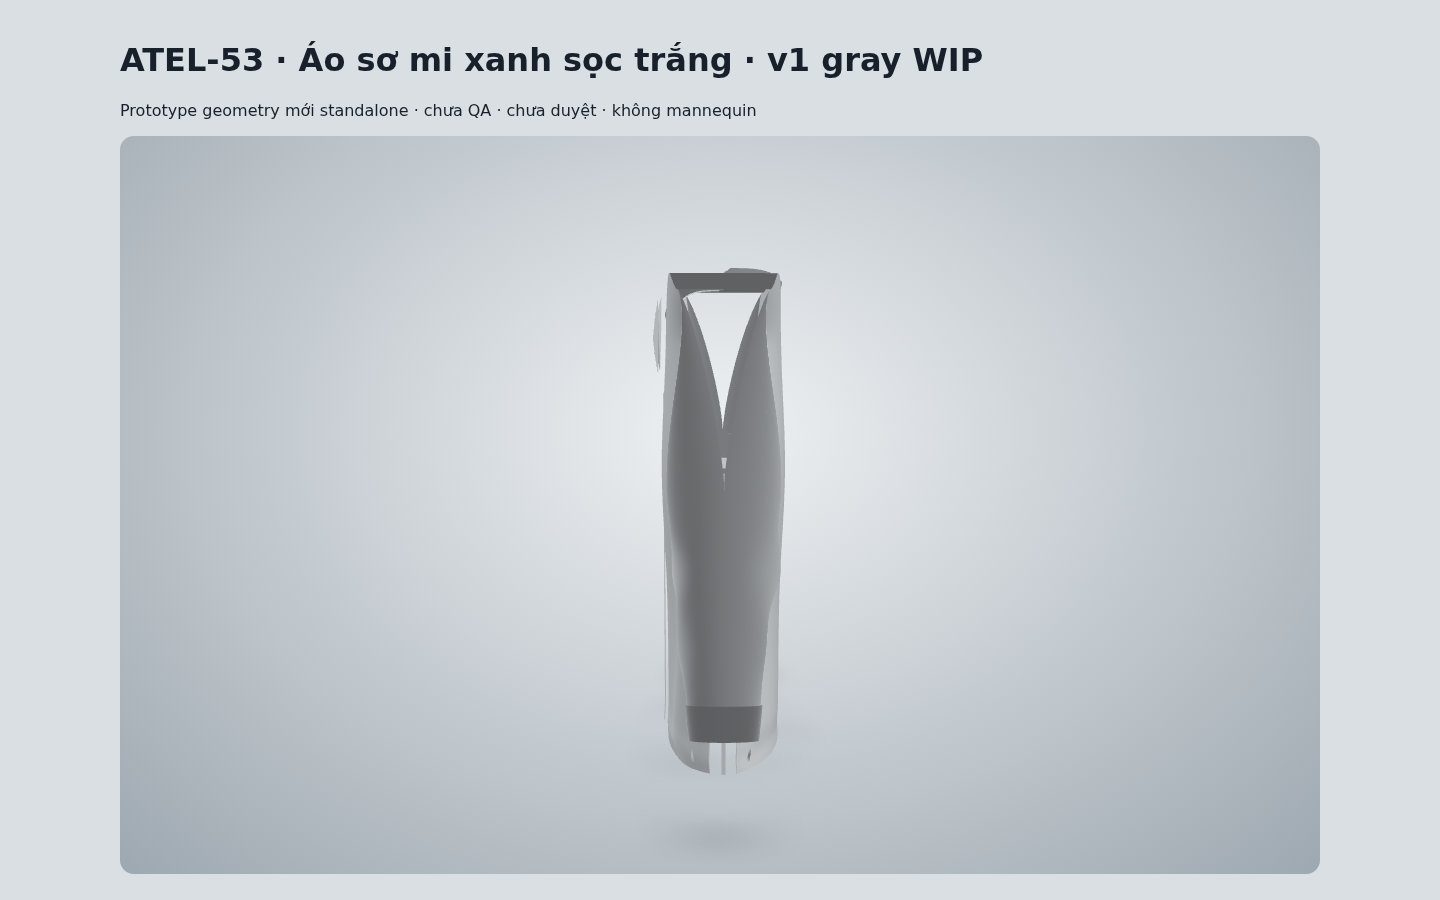 ATEL-53 · Áo sơ mi xanh sọc trắng · v1 gray WIP
Prototype geometry mới standalone · chưa QA · chưa duyệt · không mannequin